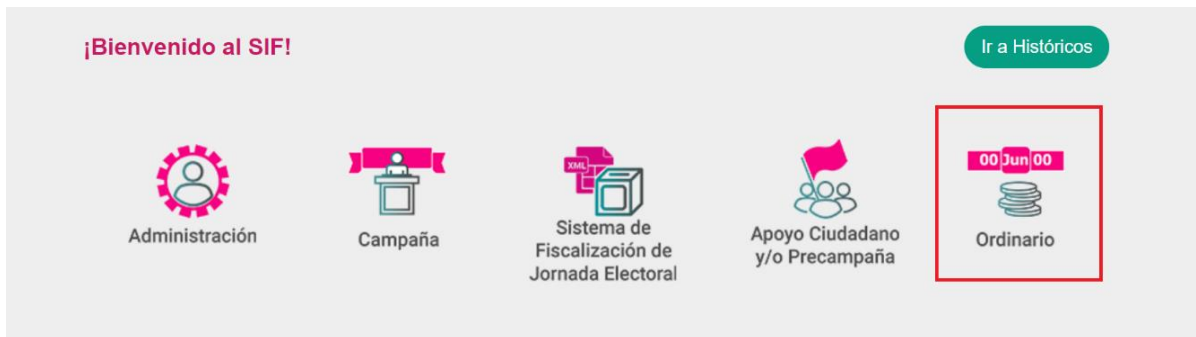 ¡Bienvenido al SIF!
Ir a Históricos
XML
00 Jun 00
Administración
Campaña
Sistema de
Fiscalización de
Jornada Electoral
Apoyo Ciudadano
y/o Precampaña
Ordinario